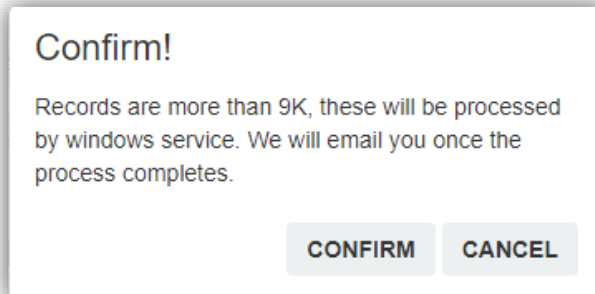 Confirm!
Records are more than 9K, these will be processed
by windows service. We will email you once the
process completes.
CONFIRM CANCEL